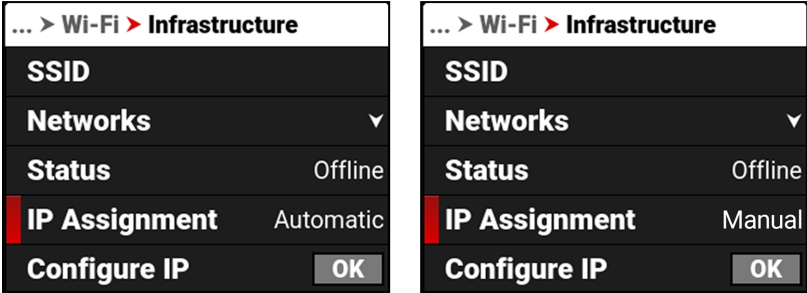 ... > Wi-Fi > Infrastructure
SSID
Networks
Status Offline
IP Assignment Automatic
Configure IP OK
... > Wi-Fi > Infrastructure
SSID
Networks
Status Offline
IP Assignment Manual
Configure IP OK